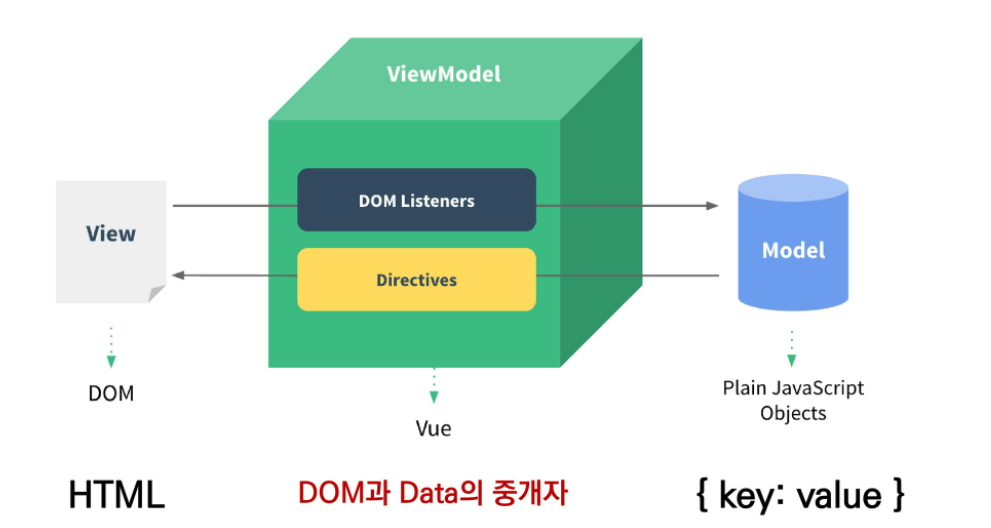 ViewModel
DOM Listeners
View
Model
Directives
DOM
Plain JavaScript
Objects
Vue
HTML
DOM과 Data의 중개자
{ key: value }